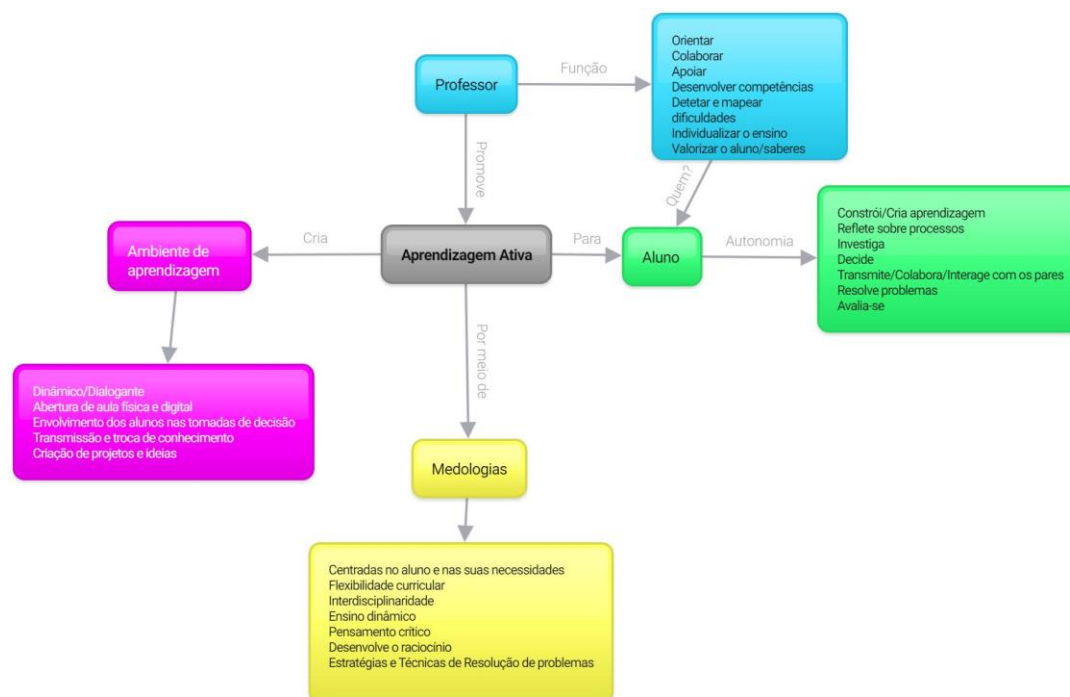 Orientar
Colaborar
Apoiar
Desenvolver competências
Detetar e mapear
dificuldades
Individualizar o ensino
Valorizar o aluno/saberes
Função
Professor
Promove
Quem?
Constrói/Cria aprendizagem
Reflete sobre processos
Investiga
Decide
Transmite/Colabora/Interage com os pares
Resolve problemas
Avalia-se
Ambiente de
aprendizagem
Cria
Aprendizagem Ativa
Para
Aluno
Autonomia
Por meio de
Dinâmico/Dialogante
Abertura de aula física e digital
Envolvimento dos alunos nas tomadas de decisão
Transmissão e troca de conhecimento
Criação de projetos e ideias
Medologias
Centradas no aluno e nas suas necessidades
Flexibilidade curricular
Interdisciplinaridade
Ensino dinâmico
Pensamento crítico
Desenvolve o raciocínio
Estratégias e Técnicas de Resolução de problemas